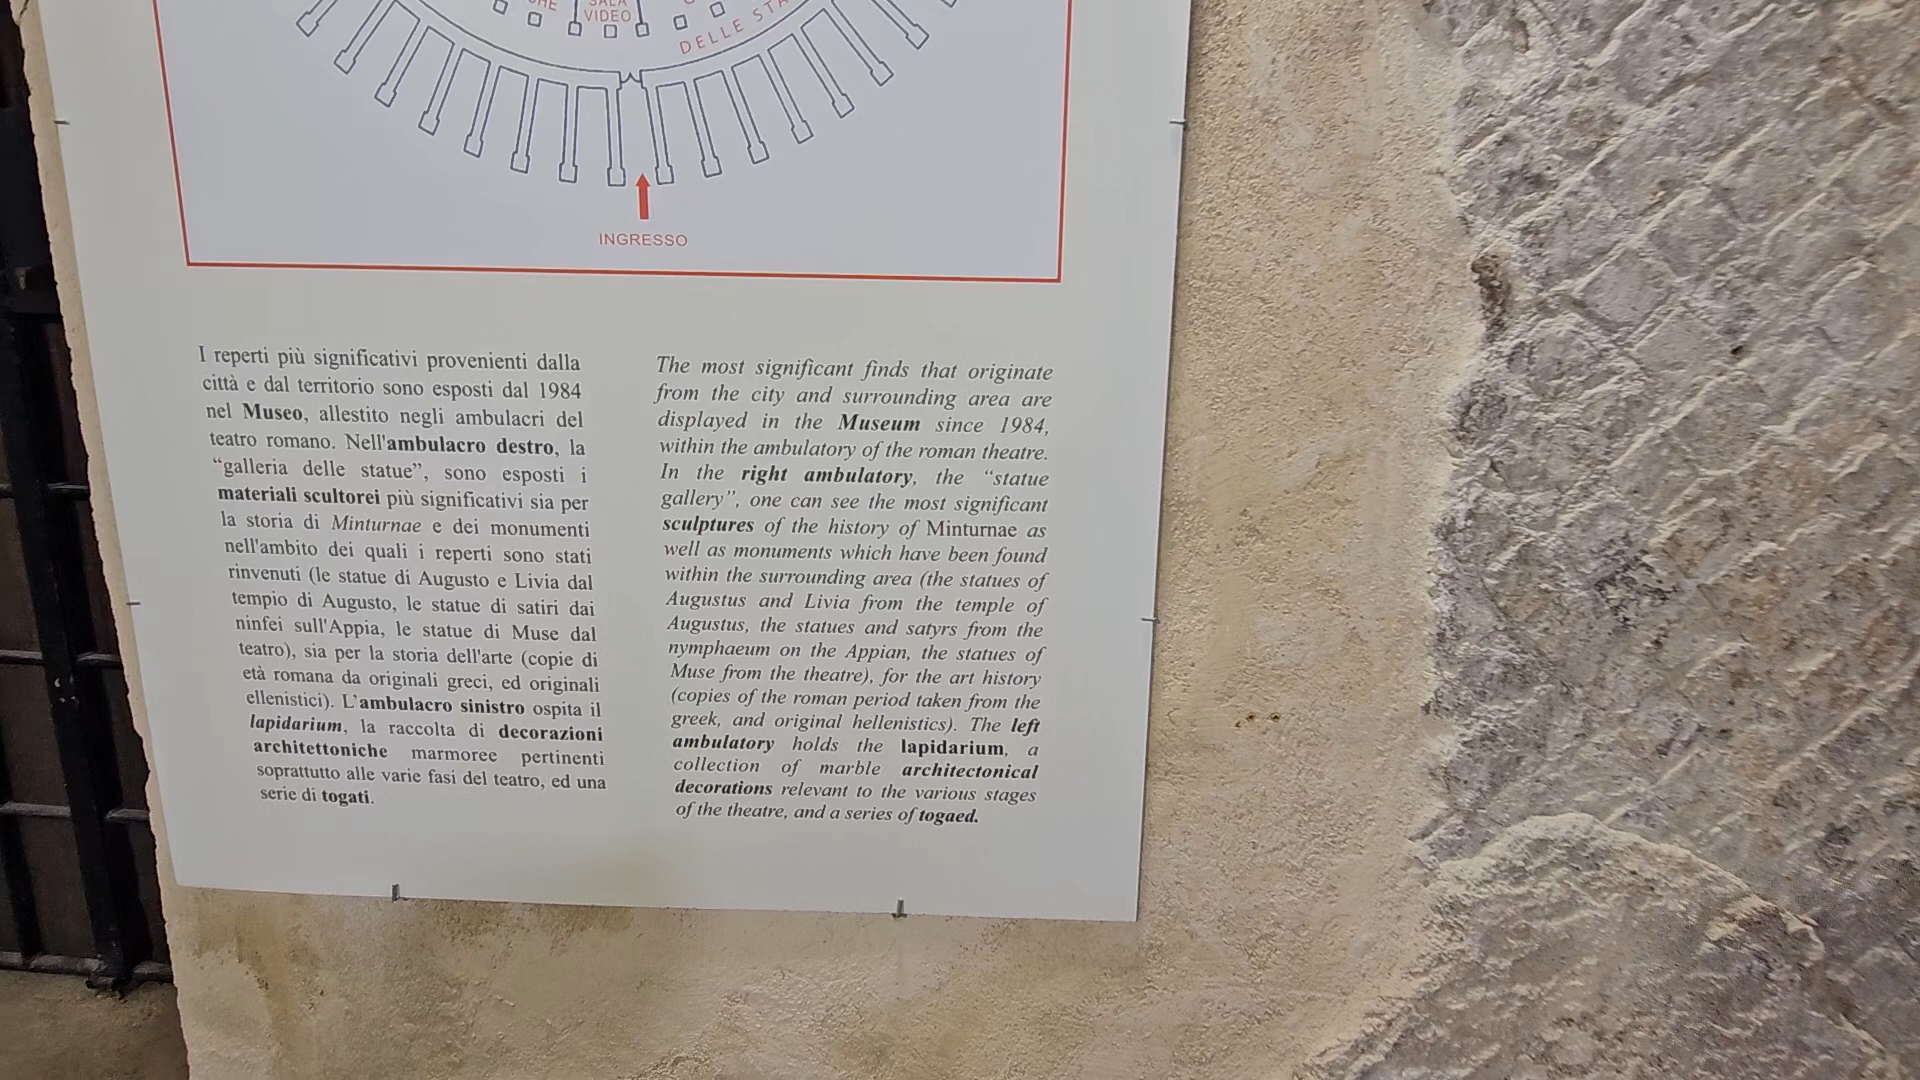 SALA
VIDEO
DELLE
INGRESSO
I reperti più significativi provenienti dalla
città e dal territorio sono esposti dal 1984
nel Museo, allestito negli ambulacri del
teatro romano. Nell'ambulacro destro, la
“galleria delle statue”, sono esposti i
materiali scultorei più significativi sia per
la storia di Minturnae e dei monumenti
nell'ambito dei quali i reperti sono stati
rinvenuti (le statue di Augusto e Livia dal
tempio di Augusto, le statue di satiri dai
ninfei sull'Appia, le statue di Muse dal
teatro), sia per la storia dell'arte (copie di
età romana da originali greci, ed originali
ellenistici). L'ambulacro sinistro ospita il
lapidarium, la raccolta di decorazioni
architettoniche marmoree pertinenti
soprattutto alle varie fasi del teatro, ed una
serie di togati.
The most significant finds that originate
from the city and surrounding area are
displayed in the Museum since 1984,
within the ambulatory of the roman theatre.
In the right ambulatory, the “statue
gallery”, one can see the most significant
sculptures of the history of Minturnae as
well as monuments which have been found
within the surrounding area (the statues of
Augustus and Livia from the temple of
Augustus, the statues and satyrs from the
nymphaeum on the Appian, the statues of
Muse from the theatre), for the art history
(copies of the roman period taken from the
greek, and original hellenistics). The left
ambulatory holds the lapidarium, a
collection of marble architectonical
decorations relevant to the various stages
of the theatre, and a series of togaed.